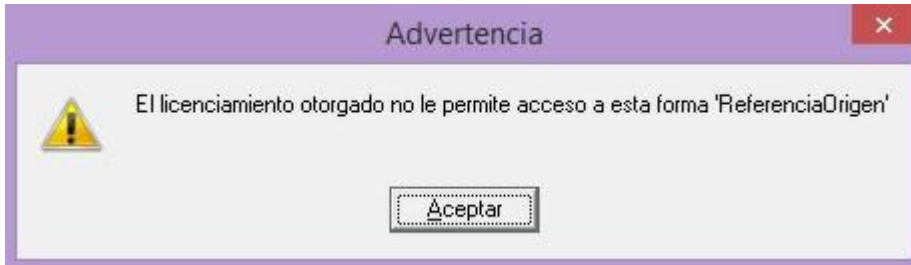 Advertencia
El licenciamiento otorgado no le permite acceso a esta forma 'ReferenciaOrigen'
Aceptar